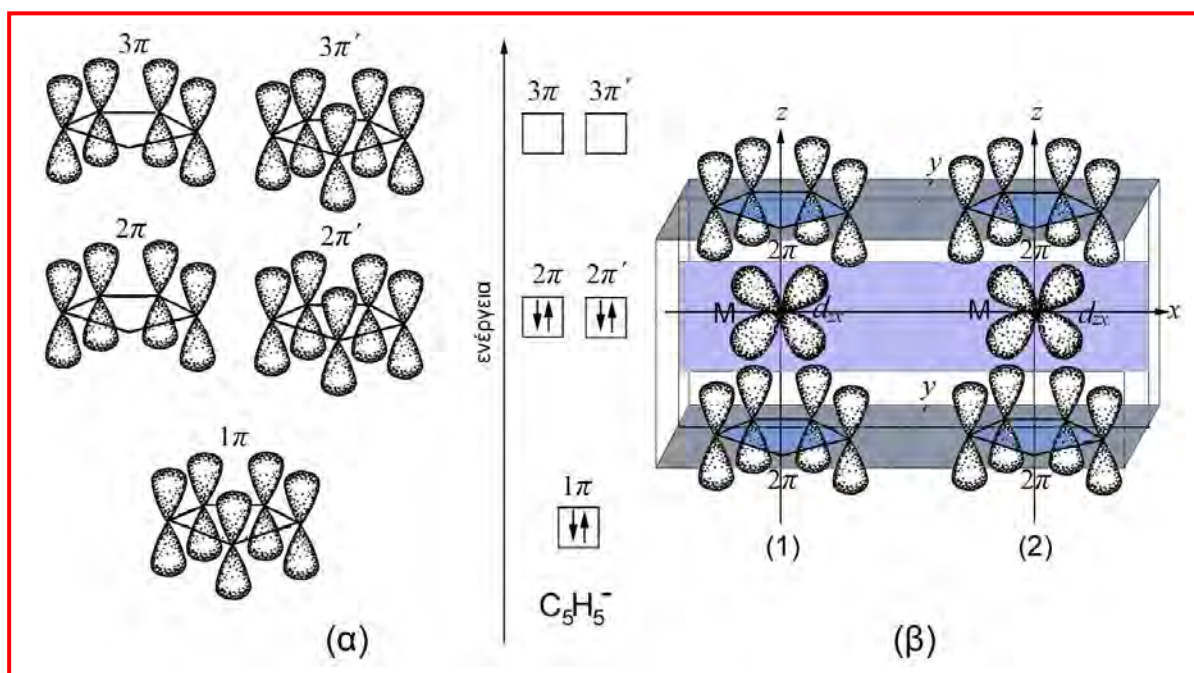 3π 3π′
2π 2π′
1π
(α)
ενέργεια
3π 3π′
2π 2π′
1π
C₅H₅⁻
z z
y
2π 2π
M dzx M dzx x
y
2π 2π
(1) (2)
(β)